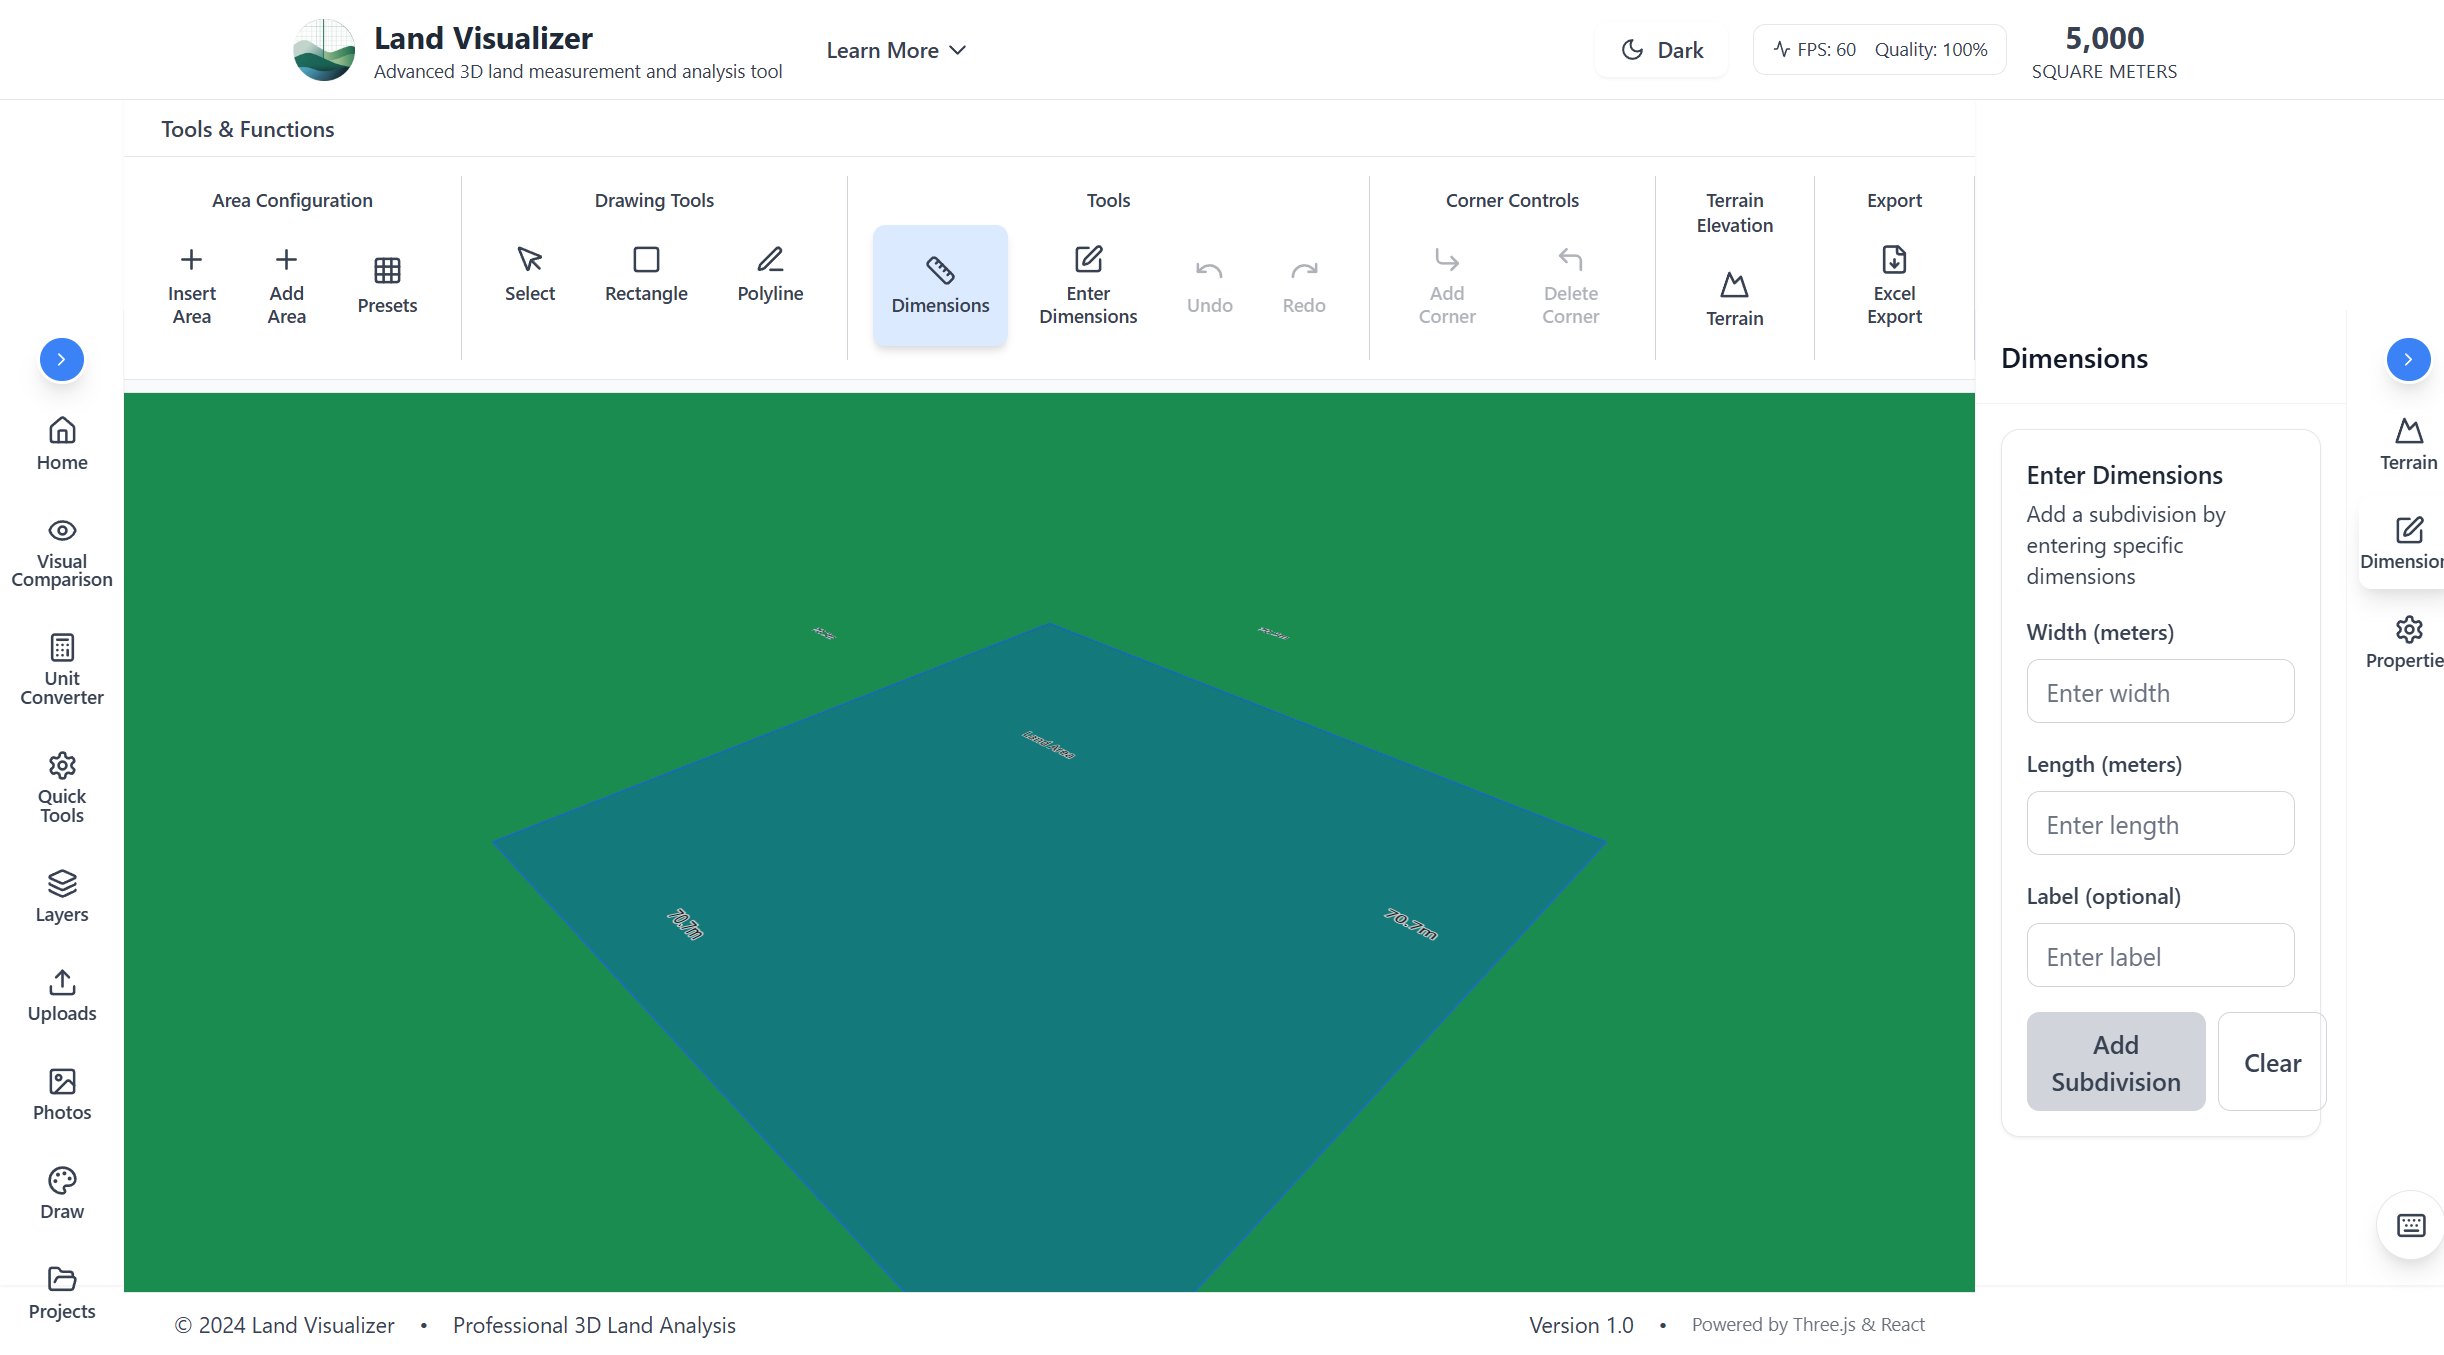 Land Visualizer
Advanced 3D land measurement and analysis tool
Learn More
Dark
FPS: 60 Quality: 100%
5,000
SQUARE METERS
Tools & Functions
Area Configuration
Insert
Area
Add
Area
Presets
Drawing Tools
Select
Rectangle
Polyline
Tools
Dimensions
Enter
Dimensions
Undo
Redo
Corner Controls
Add
Corner
Delete
Corner
Terrain
Elevation
Terrain
Export
Excel
Export
Home
Visual
Comparison
Unit
Converter
Quick
Tools
Layers
Uploads
Photos
Draw
Projects
Land Area
70.7m
70.7m
Dimensions
Enter Dimensions
Add a subdivision by
entering specific
dimensions
Width (meters)
Enter width
Length (meters)
Enter length
Label (optional)
Enter label
Add
Subdivision
Clear
Terrain
Dimension
Propertie
© 2024 Land Visualizer • Professional 3D Land Analysis
Version 1.0 • Powered by Three.js & React